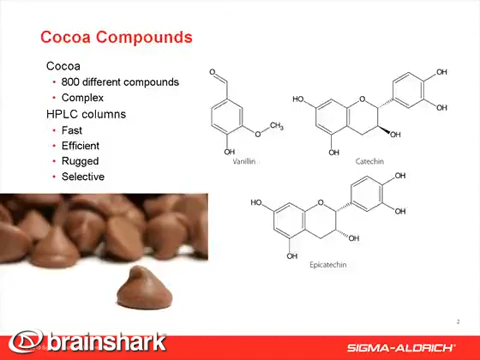 Cocoa Compounds
Cocoa
• 800 different compounds
• Complex
HPLC columns
• Fast
• Efficient
• Rugged
• Selective
O
O
CH3
OH
Vanillin
HO
O
OH
OH
OH
OH
Catechin
HO
O
OH
OH
OH
OH
Epicatechin
2
brainshark
SIGMA-ALDRICH®